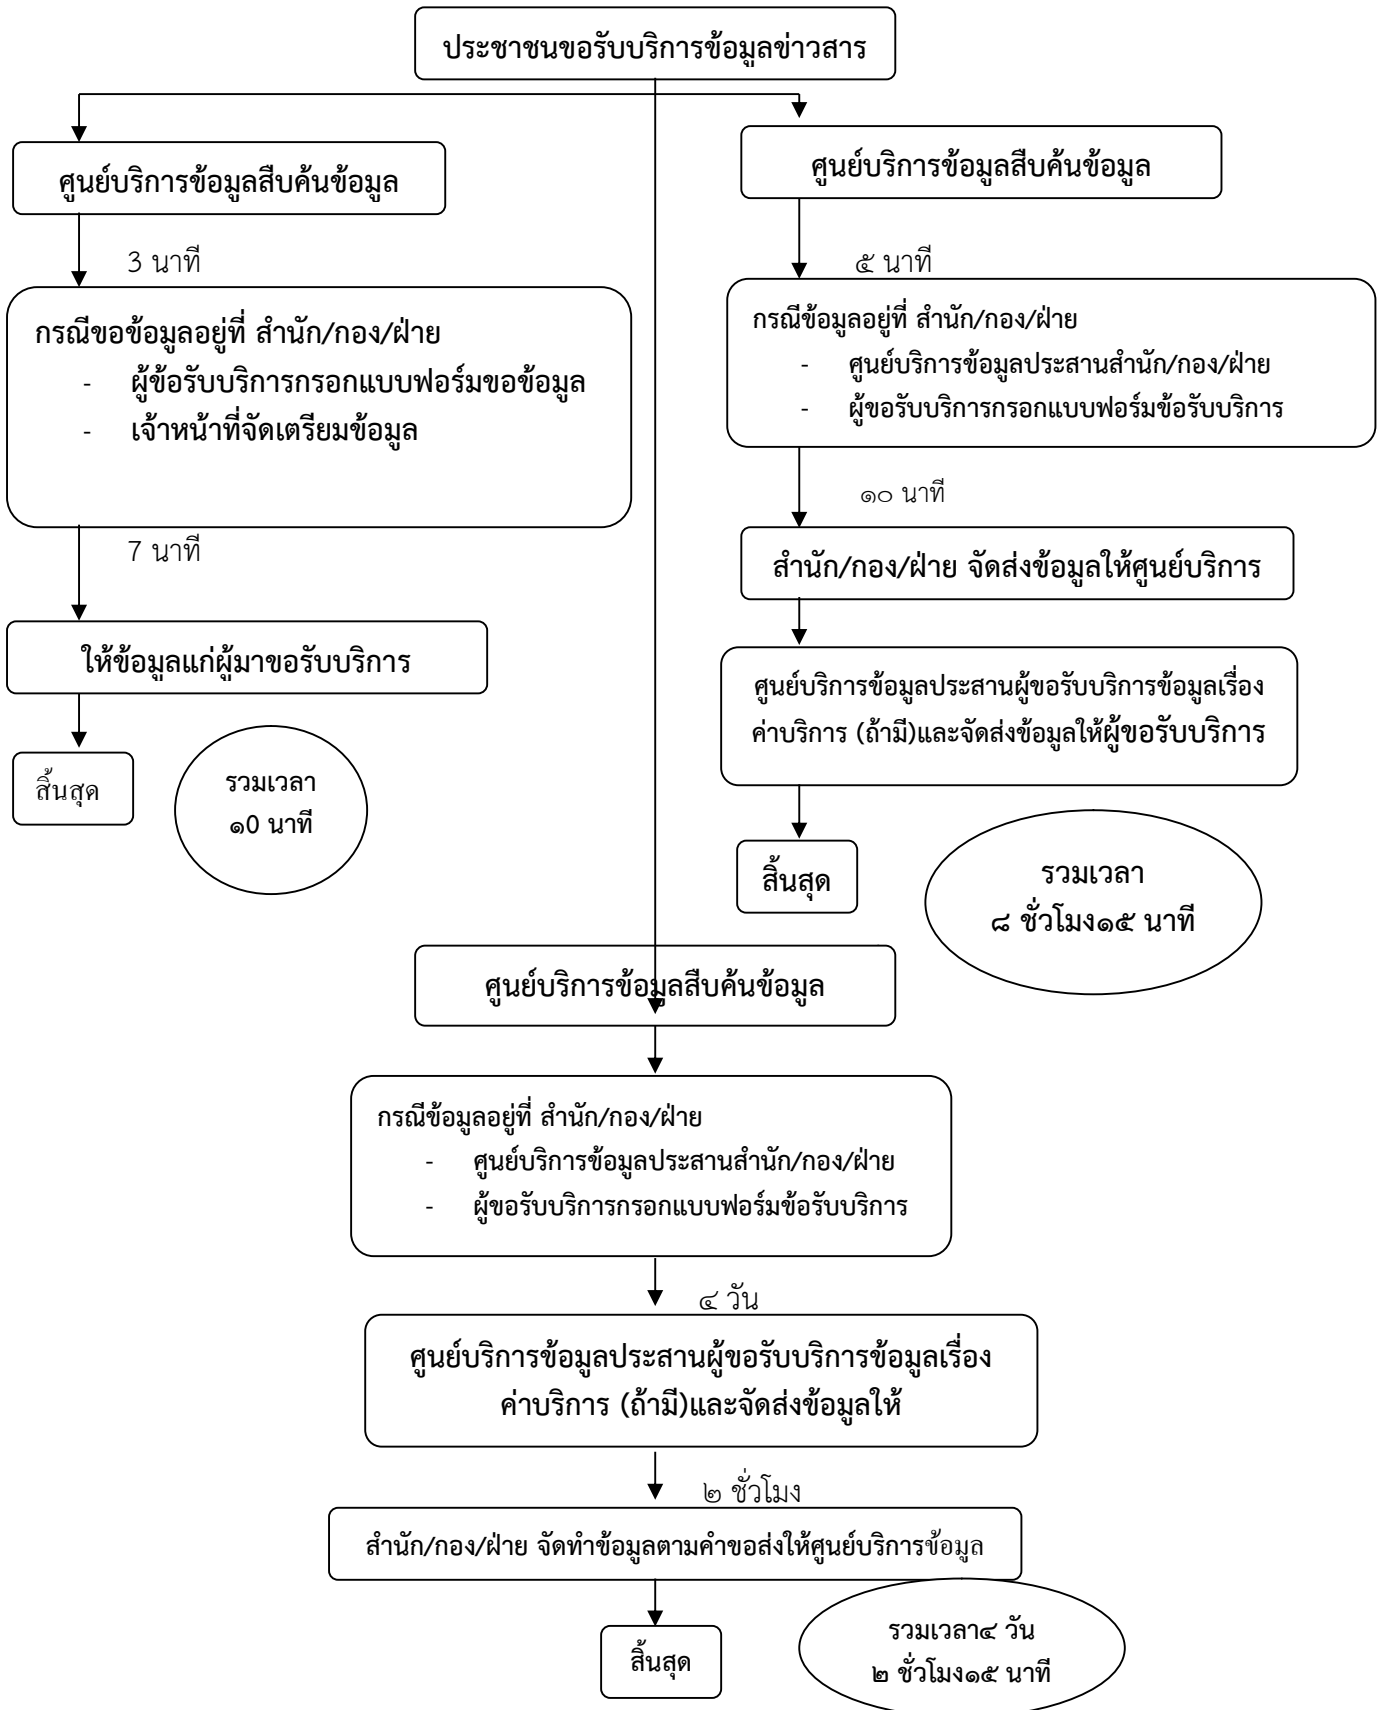 ประชาชนขอรับบริการข้อมูลข่าวสาร
ศูนย์บริการข้อมูลสืบค้นข้อมูล
3 นาที
กรณีขอข้อมูลอยู่ที่ สำนัก/กอง/ฝ่าย
- ผู้ข้อรับบริการกรอกแบบฟอร์มขอข้อมูล
- เจ้าหน้าที่จัดเตรียมข้อมูล
7 นาที
ให้ข้อมูลแก่ผู้มาขอรับบริการ
สิ้นสุด
รวมเวลา
๑0 นาที
ศูนย์บริการข้อมูลสืบค้นข้อมูล
๕ นาที
กรณีข้อมูลอยู่ที่ สำนัก/กอง/ฝ่าย
- ศูนย์บริการข้อมูลประสานสำนัก/กอง/ฝ่าย
- ผู้ขอรับบริการกรอกแบบฟอร์มข้อรับบริการ
๑๐ นาที
สำนัก/กอง/ฝ่าย จัดส่งข้อมูลให้ศูนย์บริการ
ศูนย์บริการข้อมูลประสานผู้ขอรับบริการข้อมูลเรื่อง
ค่าบริการ (ถ้ามี)และจัดส่งข้อมูลให้ผู้ขอรับบริการ
สิ้นสุด
รวมเวลา
๘ ชั่วโมง๑๕ นาที
ศูนย์บริการข้อมูลสืบค้นข้อมูล
กรณีข้อมูลอยู่ที่ สำนัก/กอง/ฝ่าย
- ศูนย์บริการข้อมูลประสานสำนัก/กอง/ฝ่าย
- ผู้ขอรับบริการกรอกแบบฟอร์มข้อรับบริการ
๔ วัน
ศูนย์บริการข้อมูลประสานผู้ขอรับบริการข้อมูลเรื่อง
ค่าบริการ (ถ้ามี)และจัดส่งข้อมูลให้
๒ ชั่วโมง
สำนัก/กอง/ฝ่าย จัดทำข้อมูลตามคำขอส่งให้ศูนย์บริการข้อมูล
สิ้นสุด
รวมเวลา๔ วัน
๒ ชั่วโมง๑๕ นาที